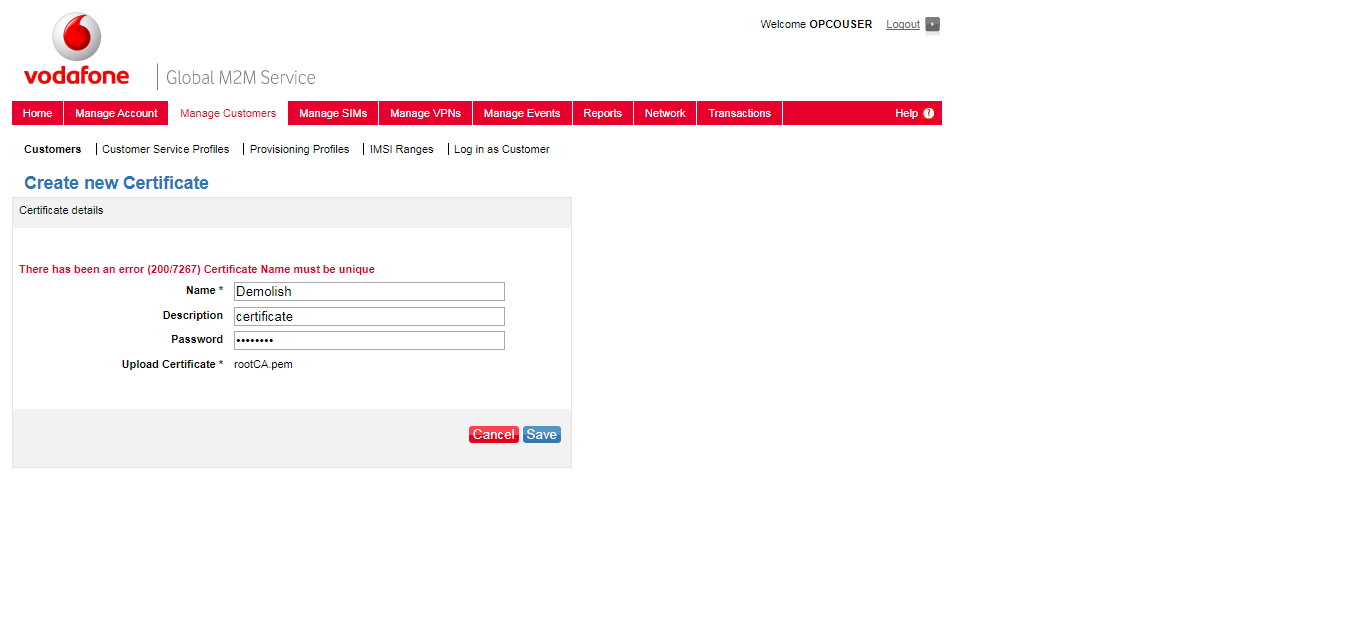 Welcome OPCOUSER Logout
vodafone
Global M2M Service
Home Manage Account Manage Customers Manage SIMs Manage VPNs Manage Events Reports Network Transactions Help ?
Customers Customer Service Profiles Provisioning Profiles IMSI Ranges Log in as Customer
Create new Certificate
Certificate details
There has been an error (200/7267) Certificate Name must be unique
Name * Demolish
Description certificate
Password ••••••••
Upload Certificate * rootCA.pem
Cancel Save